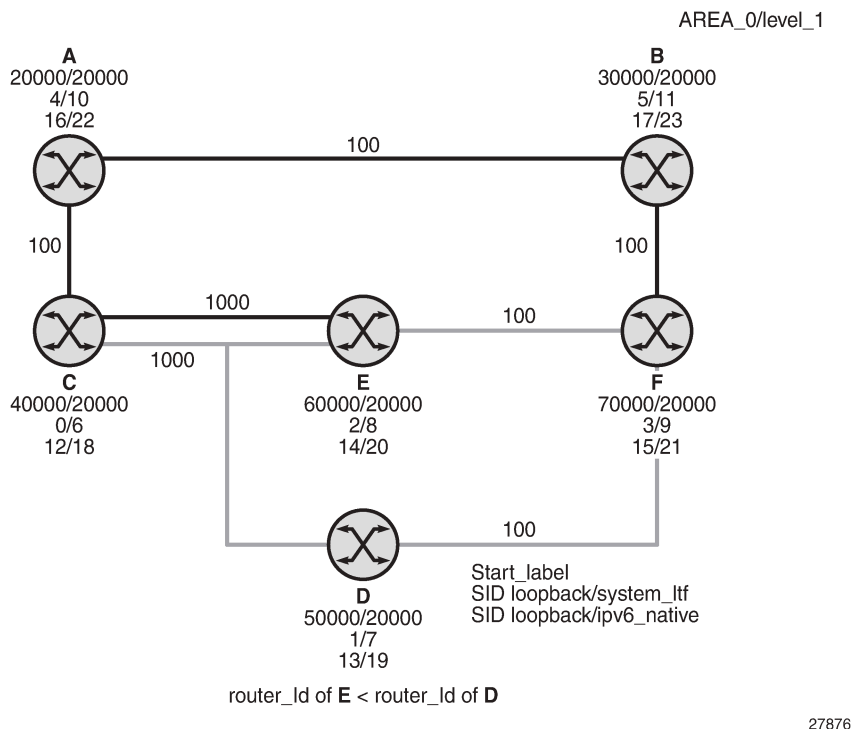 AREA_0/level_1
A
20000/20000
4/10
16/22
B
30000/20000
5/11
17/23
100
100
100
1000
1000
100
C
40000/20000
0/6
12/18
E
60000/20000
2/8
14/20
F
70000/20000
3/9
15/21
100
D
50000/20000
1/7
13/19
Start_label
SID loopback/system_Itf
SID loopback/ipv6_native
router_Id of E < router_Id of D
27876